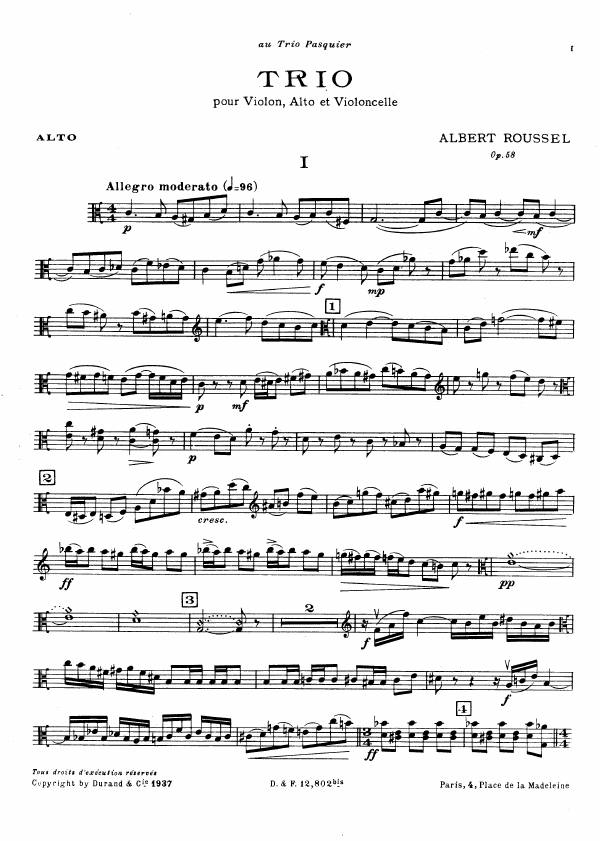 au Trio Pasquier
1
TRIO
pour Violon, Alto et Violoncelle
ALTO
ALBERT ROUSSEL
Op. 58
I
Allegro moderato (♩=96)
p
mf
f
mp
1
p
mf
p
2
cresc.
f
ff
pp
3
2
f
f
4
ff
Tous droits d'exécution réservés
Copyright by Durand & Cie 1937
D. & F. 12,802bis
Paris, 4, Place de la Madeleine